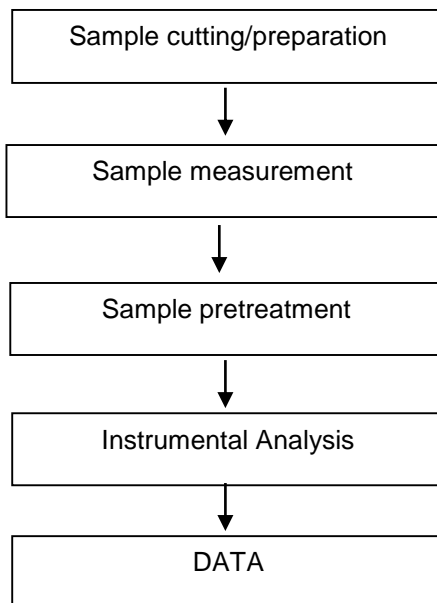 Sample cutting/preparation
Sample measurement
Sample pretreatment
Instrumental Analysis
DATA